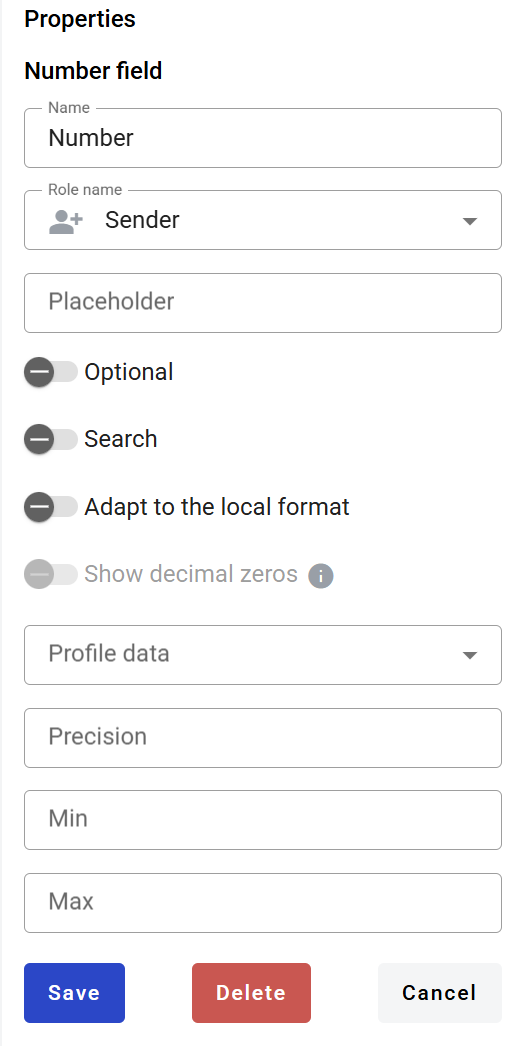 Properties
Number field
Name
Number
Role name
Sender
Placeholder
Optional
Search
Adapt to the local format
Show decimal zeros
Profile data
Precision
Min
Max
Save Delete Cancel